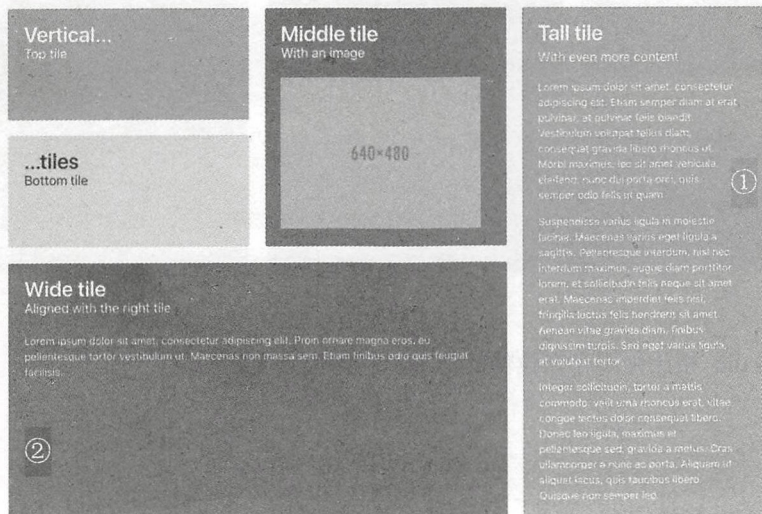 Vertical...
Top tile
...tiles
Bottom tile
Middle tile
With an image
640×480
Wide tile
Aligned with the right tile
Lorem ipsum dolor sit amet, consectetur adipiscing elit. Proin ornare magna eros, eu
pellentesque tortor vestibulum ut. Maecenas non massa sem. Etiam finibus odio quis feugiat
facilisis.
②
Tall tile
With even more content
Lorem ipsum dolor sit amet, consectetur
adipiscing elit. Etiam semper diam at erat
pulvinar, at pulvinar felis blandit.
Vestibulum volutpat tellus diam,
consequat gravida libero rhoncus ut.
Morbi maximus, leo sit amet vehicula
eleifend, nunc dui porta orci, quis
semper odio felis ut quam.
①
Suspendisse varius ligula in molestie
lacinia. Maecenas varius eget ligula a
sagittis. Pellentesque interdum, nisl nec
interdum maximus, augue diam porttitor
lorem, et sollicitudin felis neque sit amet
erat. Maecenas imperdiet felis nisi,
fringilla luctus felis hendrerit sit amet.
Aenean vitae gravida diam, finibus
dignissim turpis. Sed eget varius ligula,
at volutpat tortor.
Integer sollicitudin, tortor a mattis
commodo, velit urna rhoncus erat, vitae
congue lectus dolor consequat libero.
Donec leo ligula, maximus et
pellentesque sed, gravida a metus. Cras
ullamcorper a nunc ac porta. Aliquam ut
aliquet lacus, quis faucibus libero.
Quisque non semper leo.